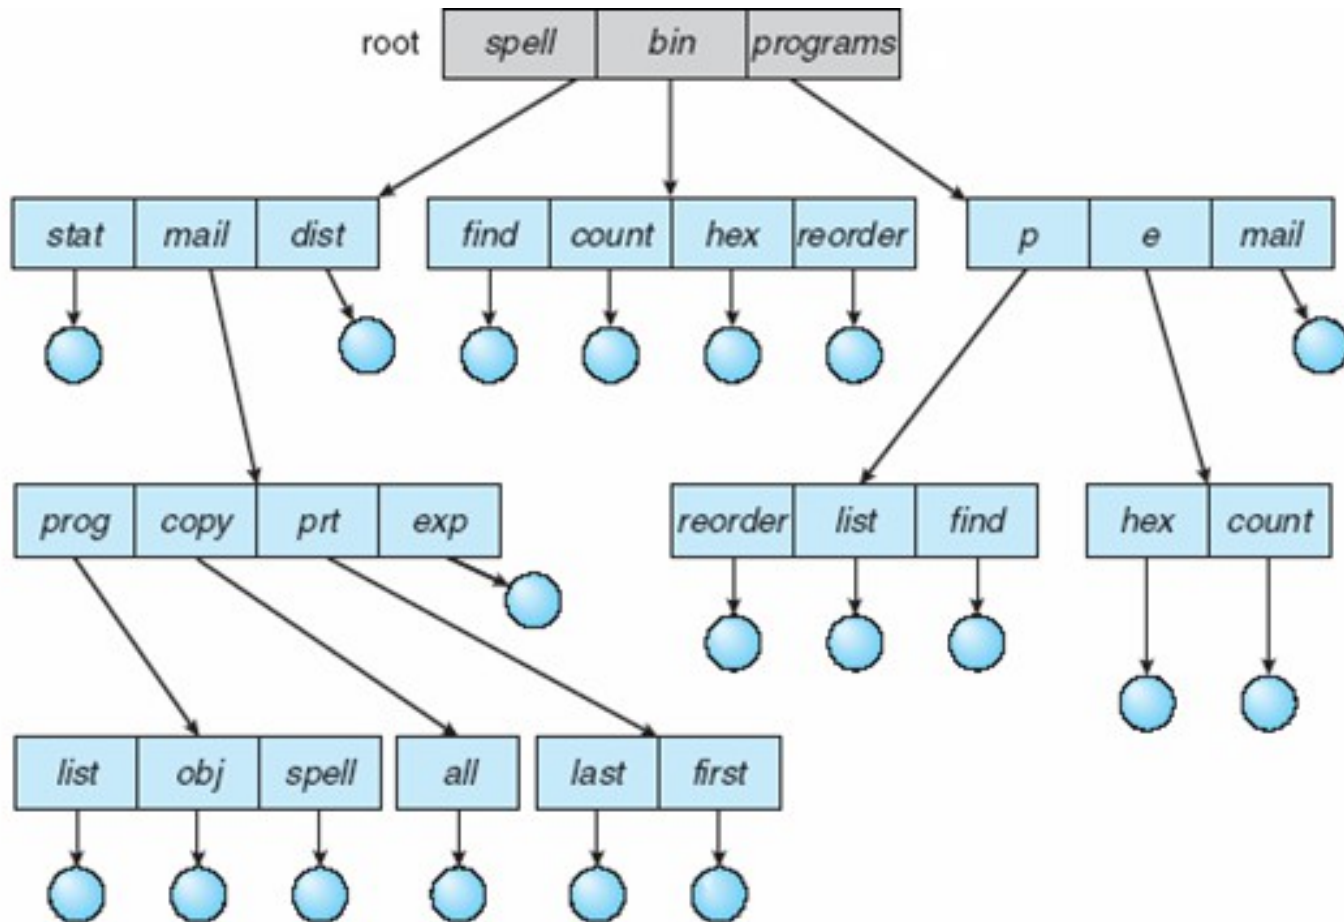 root spell bin programs
stat mail dist find count hex reorder p e mail
prog copy prt exp reorder list find hex count
list obj spell all last first